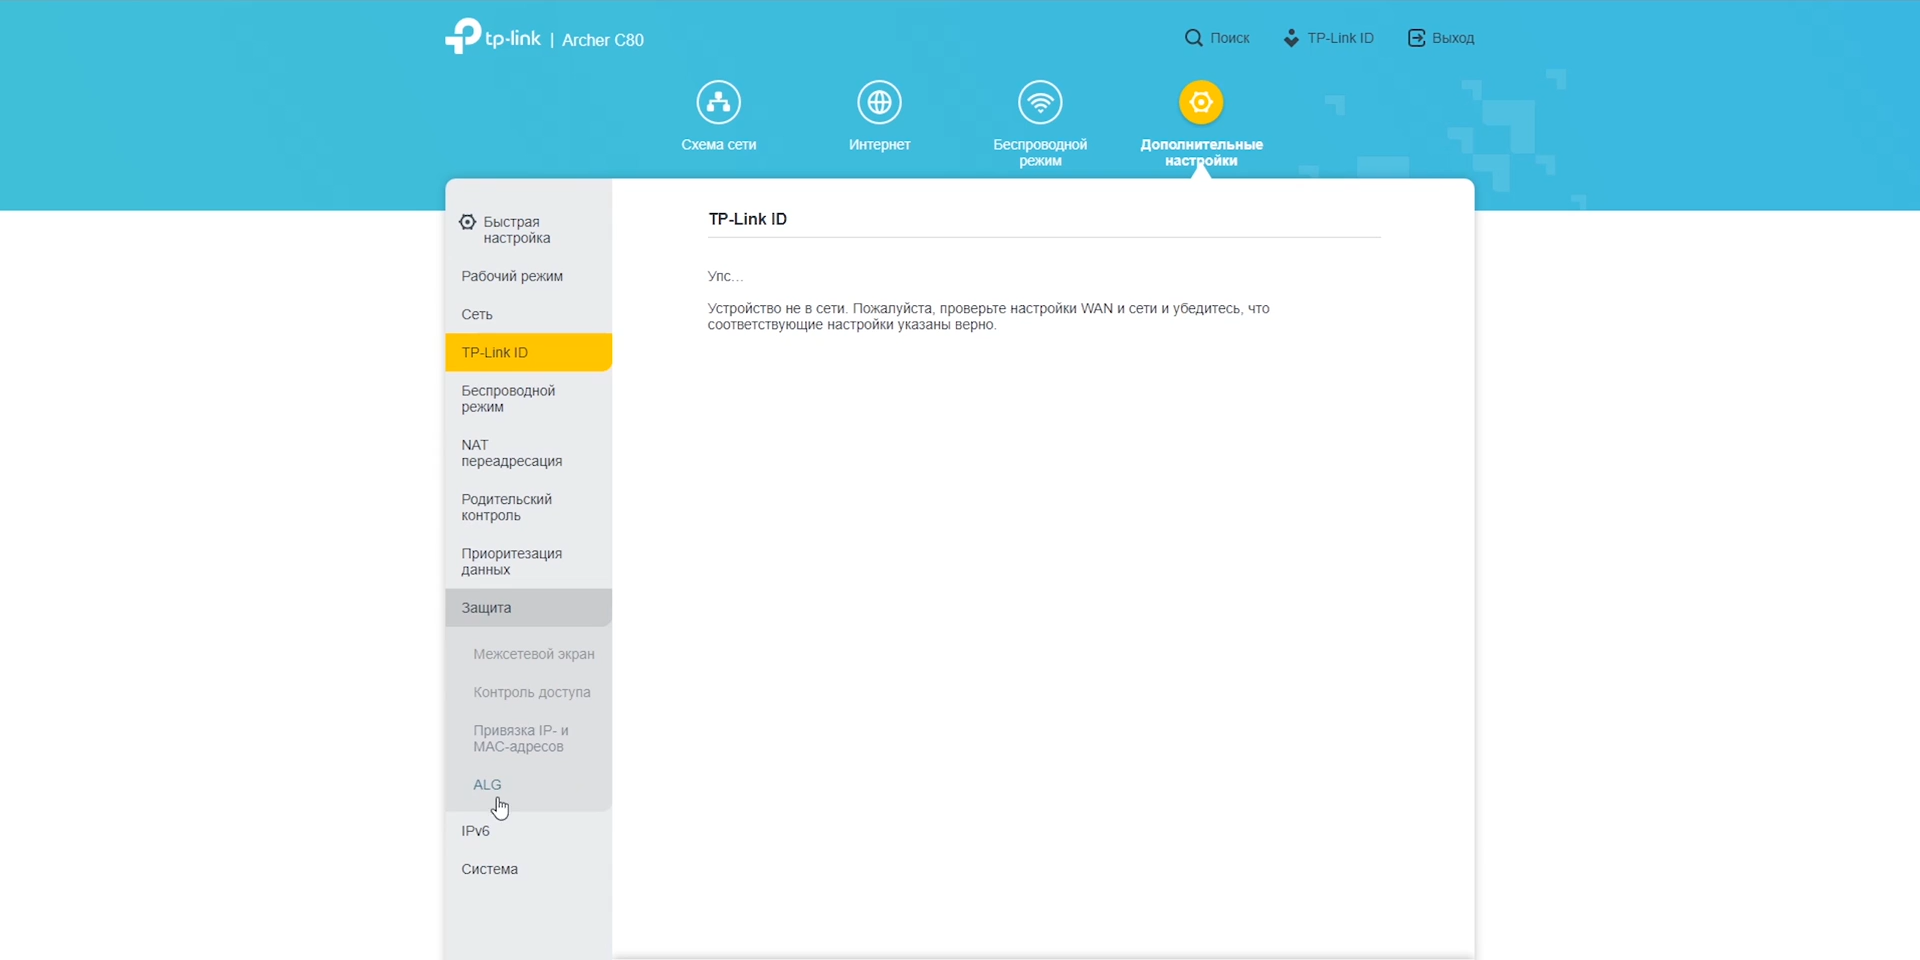 tp-link | Archer C80
Поиск
TP-Link ID
Выход
Схема сети
Интернет
Беспроводной
режим
Дополнительные
настройки
Быстрая
настройка
Рабочий режим
Сеть
TP-Link ID
Беспроводной
режим
NAT
переадресация
Родительский
контроль
Приоритезация
данных
Защита
Межсетевой экран
Контроль доступа
Привязка IP- и
MAC-адресов
ALG
IPv6
Система
TP-Link ID
Упс...
Устройство не в сети. Пожалуйста, проверьте настройки WAN и сети и убедитесь, что
соответствующие настройки указаны верно.